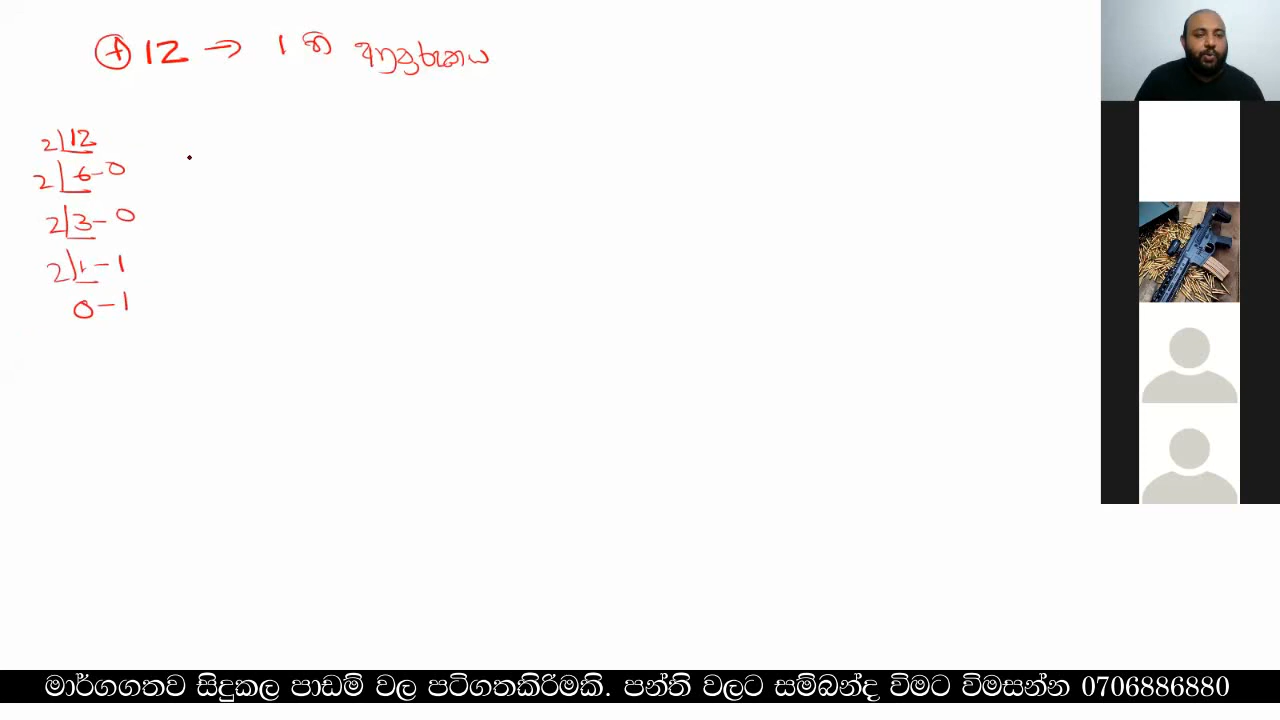 +12 → 1 හි අනුපූරකය
2|12
2|6-0
2|3-0
2|1-1
0-1
මාර්ගගතව සිදුකල පාඩම් වල පටිගතකිරිමකි. පන්ති වලට සම්බන්ද විමට විමසන්න 0706886880